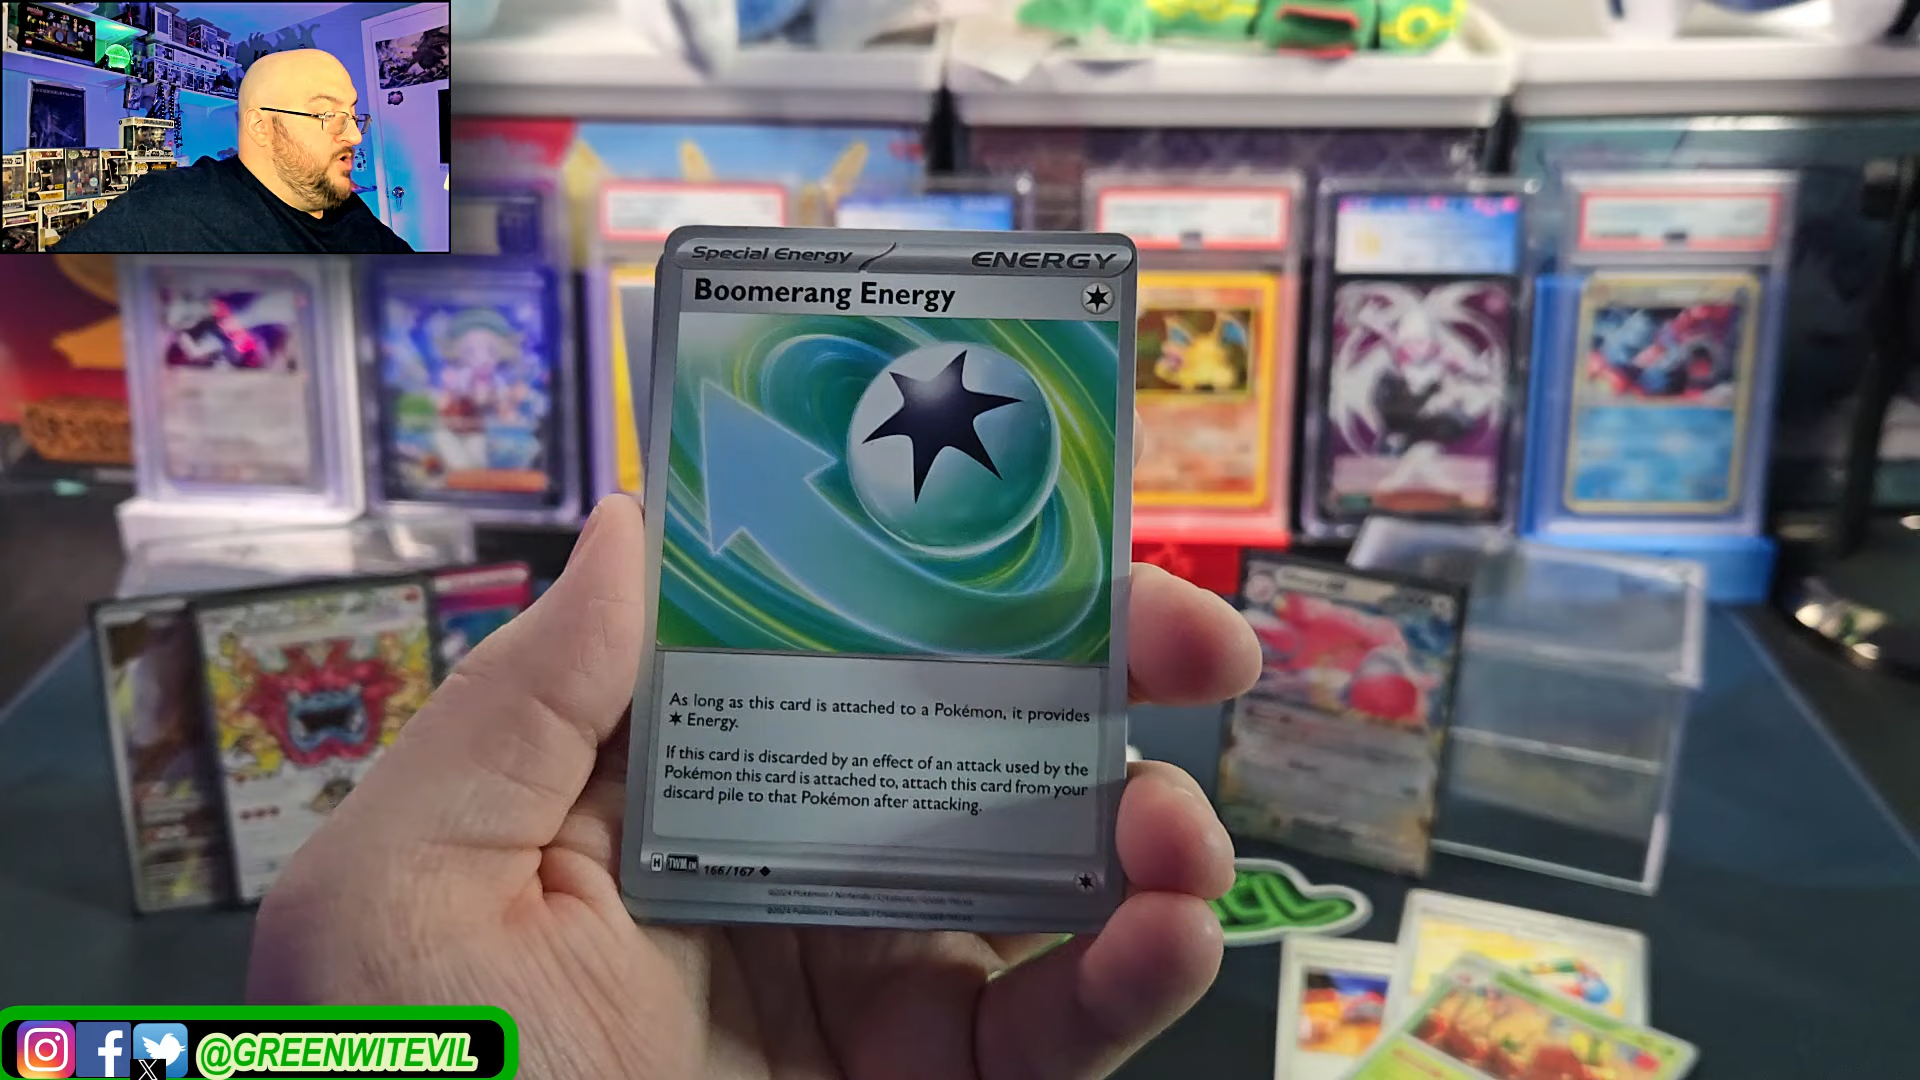 Special Energy
ENERGY
Boomerang Energy
As long as this card is attached to a Pokémon, it provides
Energy.
If this card is discarded by an effect of an attack used by the
Pokémon this card is attached to, attach this card from your
discard pile to that Pokémon after attacking.
H TWM EN 166/167
@GREENWITEVIL